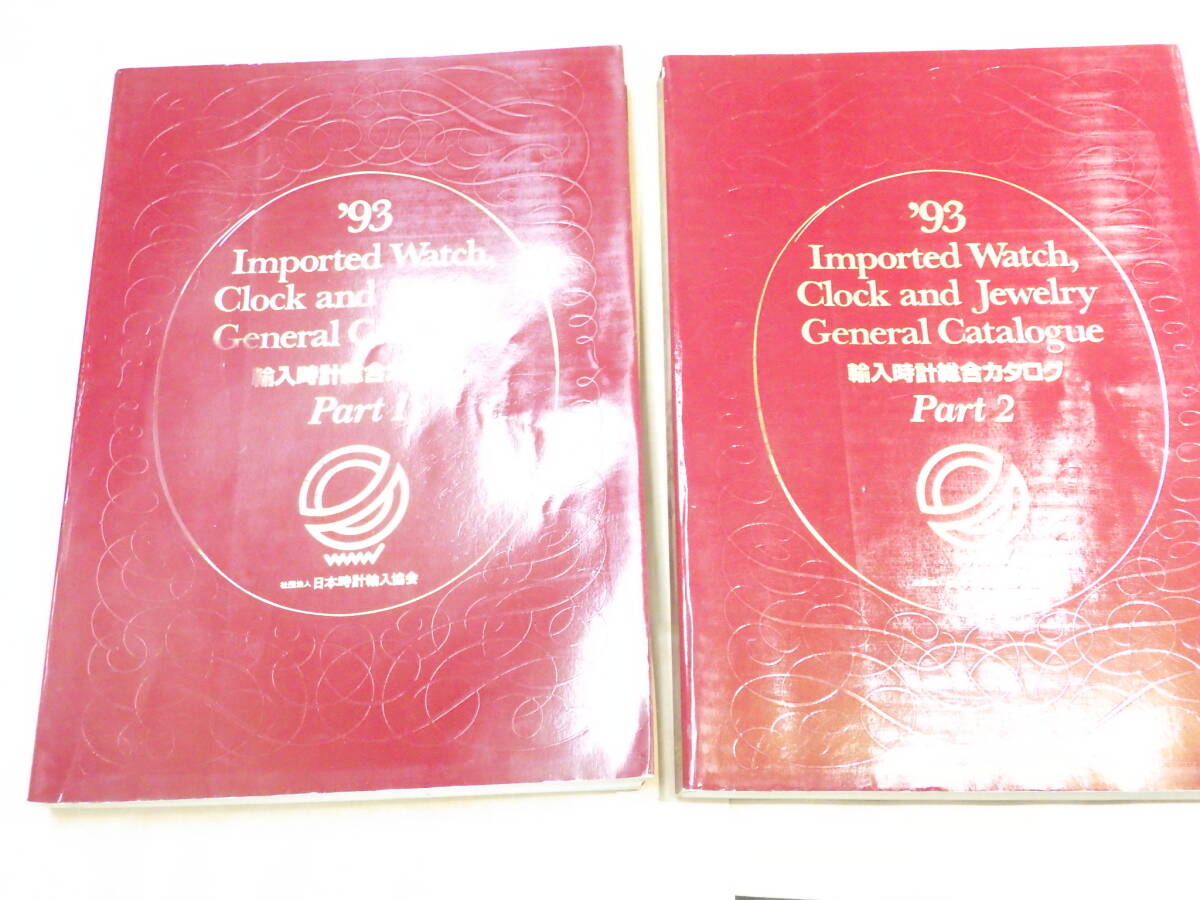 ’93
Imported Watch,
Clock and
General
輸入時計総合
Part 1
社団法人 日本時計輸入協会
’93
Imported Watch,
Clock and Jewelry
General Catalogue
輸入時計総合カタログ
Part 2